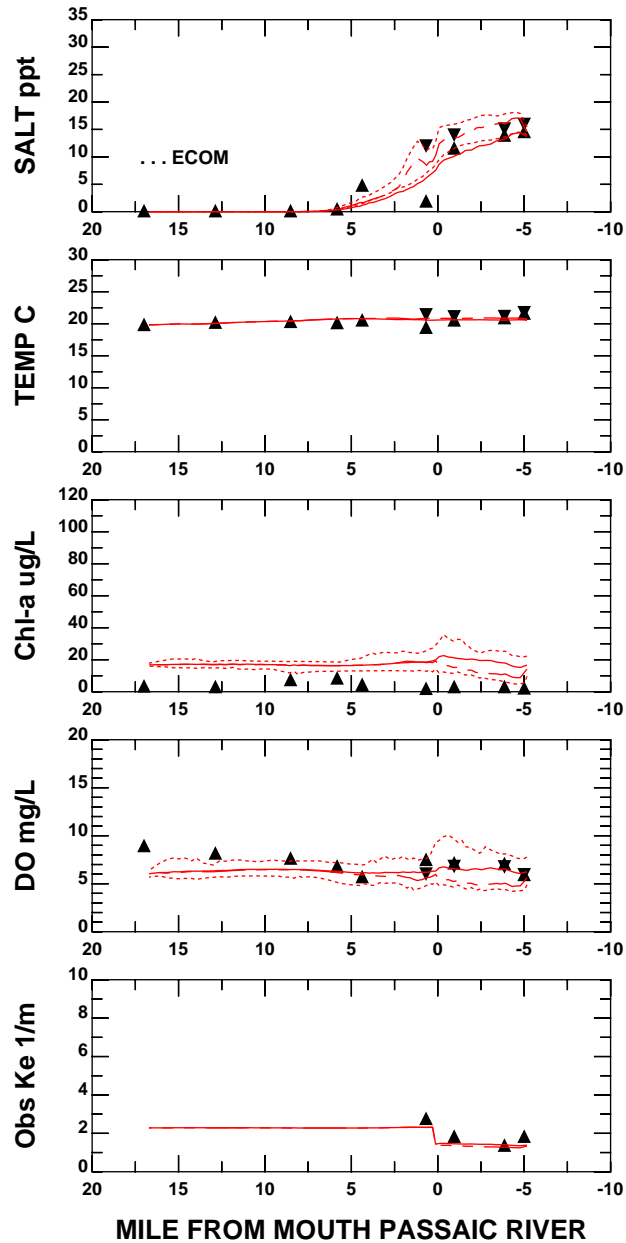 SALT ppt
35
30
25
20
15
10
5
0
. . . ECOM
20 15 10 5 0 -5 -10
TEMP C
30
25
20
15
10
5
0
20 15 10 5 0 -5 -10
Chl-a ug/L
120
100
80
60
40
20
0
20 15 10 5 0 -5 -10
DO mg/L
20
15
10
5
0
20 15 10 5 0 -5 -10
Obs Ke 1/m
10
8
6
4
2
0
20 15 10 5 0 -5 -10
MILE FROM MOUTH PASSAIC RIVER